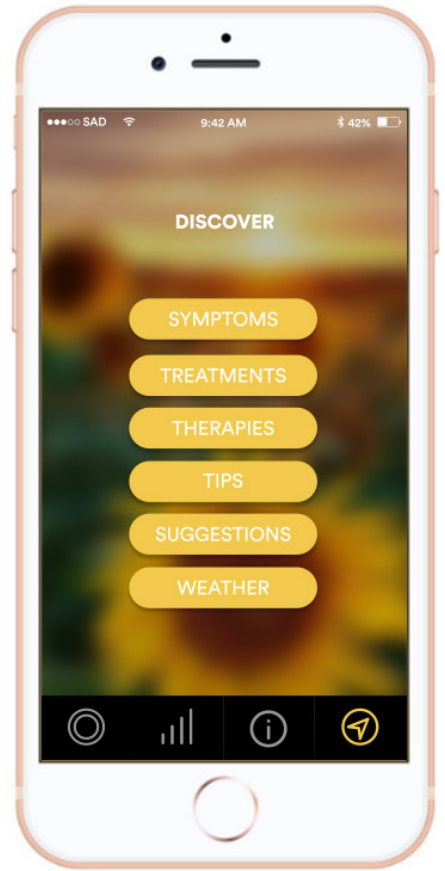 SAD 9:42 AM 42%
DISCOVER
SYMPTOMS
TREATMENTS
THERAPIES
TIPS
SUGGESTIONS
WEATHER